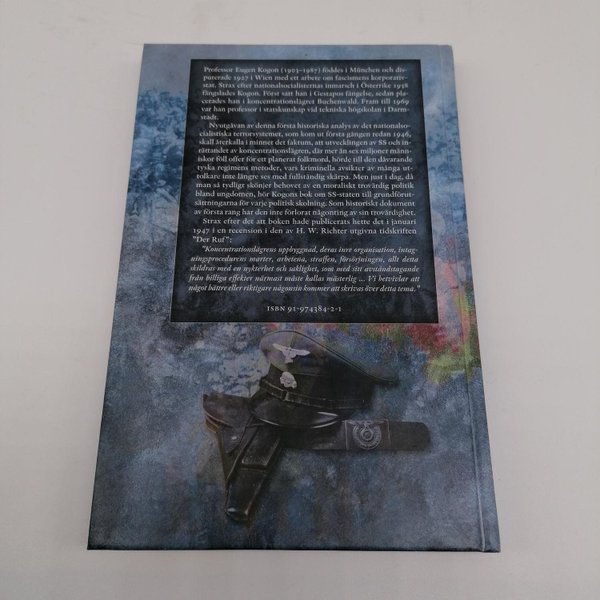 Professor Eugen Kogon (1903–1987) föddes i München och dis-
puterade 1927 i Wien med ett arbete om fascismens korporativ-
stat. Strax efter nationalsocialisternas inmarsch i Österrike 1938
fängslades Kogon. Först satt han i Gestapos fängelse, sedan pla-
cerades han i koncentrationslägret Buchenwald. Fram till 1969
var han professor i statskunskap vid tekniska högskolan i Darm-
stadt.
Nyutgåvan av denna första historiska analys av det nationalso-
cialistiska terrorsystemet, som kom ut första gången redan 1946,
skall återkalla i minnet det faktum, att utvecklingen av SS och in-
rättandet av koncentrationslägren, där mer än sex miljoner männi-
skor föll offer för ett planerat folkmord, hörde till den dåvarande
tyska regimens metoder, vars kriminella avsikter av många ut-
tolkare inte längre ses med fullständig skärpa. Men just i dag, då
man så tydligt skönjer behovet av en moraliskt trovärdig politik
bland ungdomen, hör Kogons bok om SS-staten till grundförut-
sättningarna för varje politisk skolning. Som historiskt dokument
av första rang har den inte förlorat någonting av sin trovärdighet.
Strax efter det att boken hade publicerats hette det i januari
1947 i en recension i den av H. W. Richter utgivna tidskriften
"Der Ruf":
"Koncentrationslägrens uppbyggnad, deras inre organisation, intag-
ningsprocedurens marter, arbetena, straffen, försörjningen, allt detta
skildras med en nykterhet och saklighet, som med sitt avståndstagande
från billiga effekter närmast måste kallas mästerlig ... Vi betvivlar att
något bättre eller riktigare någonsin kommer att skrivas över detta tema."
ISBN 91-974384-2-1